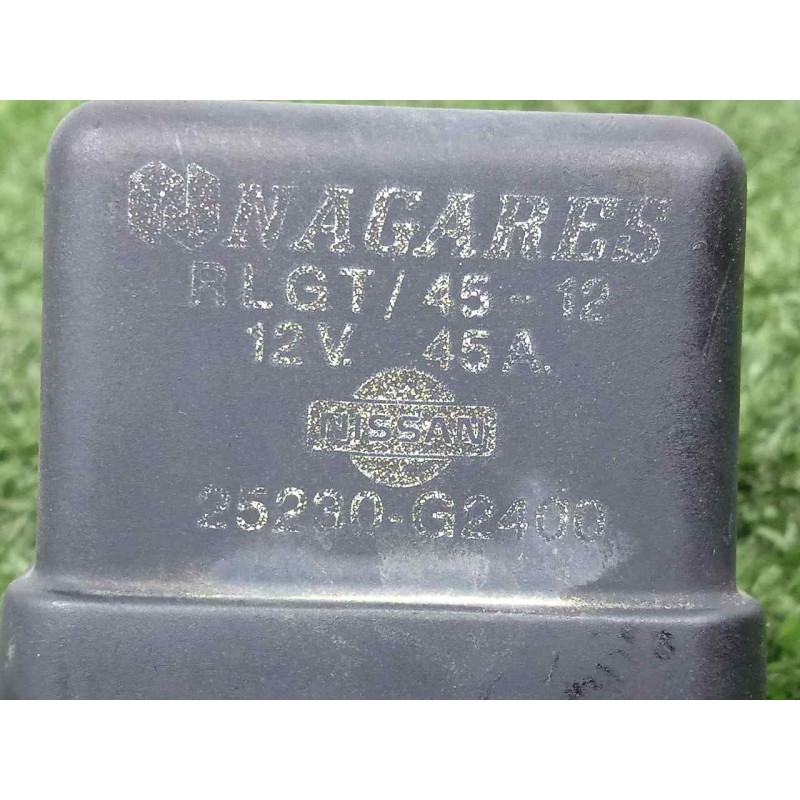 NAGARES
RLGT/45-12
12V. 45A.
NISSAN
25230-G2400